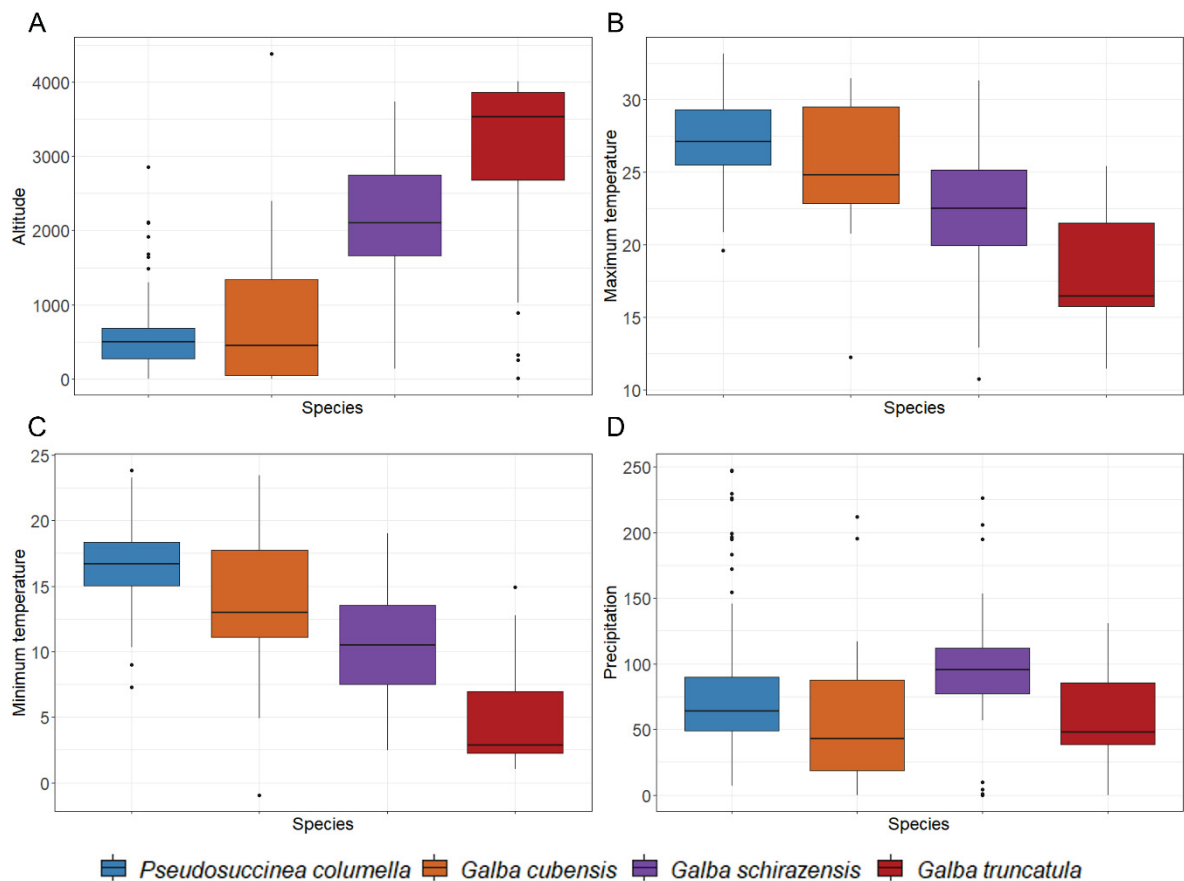 A
Altitude
4000
3000
2000
1000
0
Species
B
Maximum temperature
30
25
20
15
10
Species
C
Minimum temperature
25
20
15
10
5
0
Species
D
Precipitation
250
200
150
100
50
0
Species
Pseudosuccinea columella Galba cubensis Galba schirazensis Galba truncatula